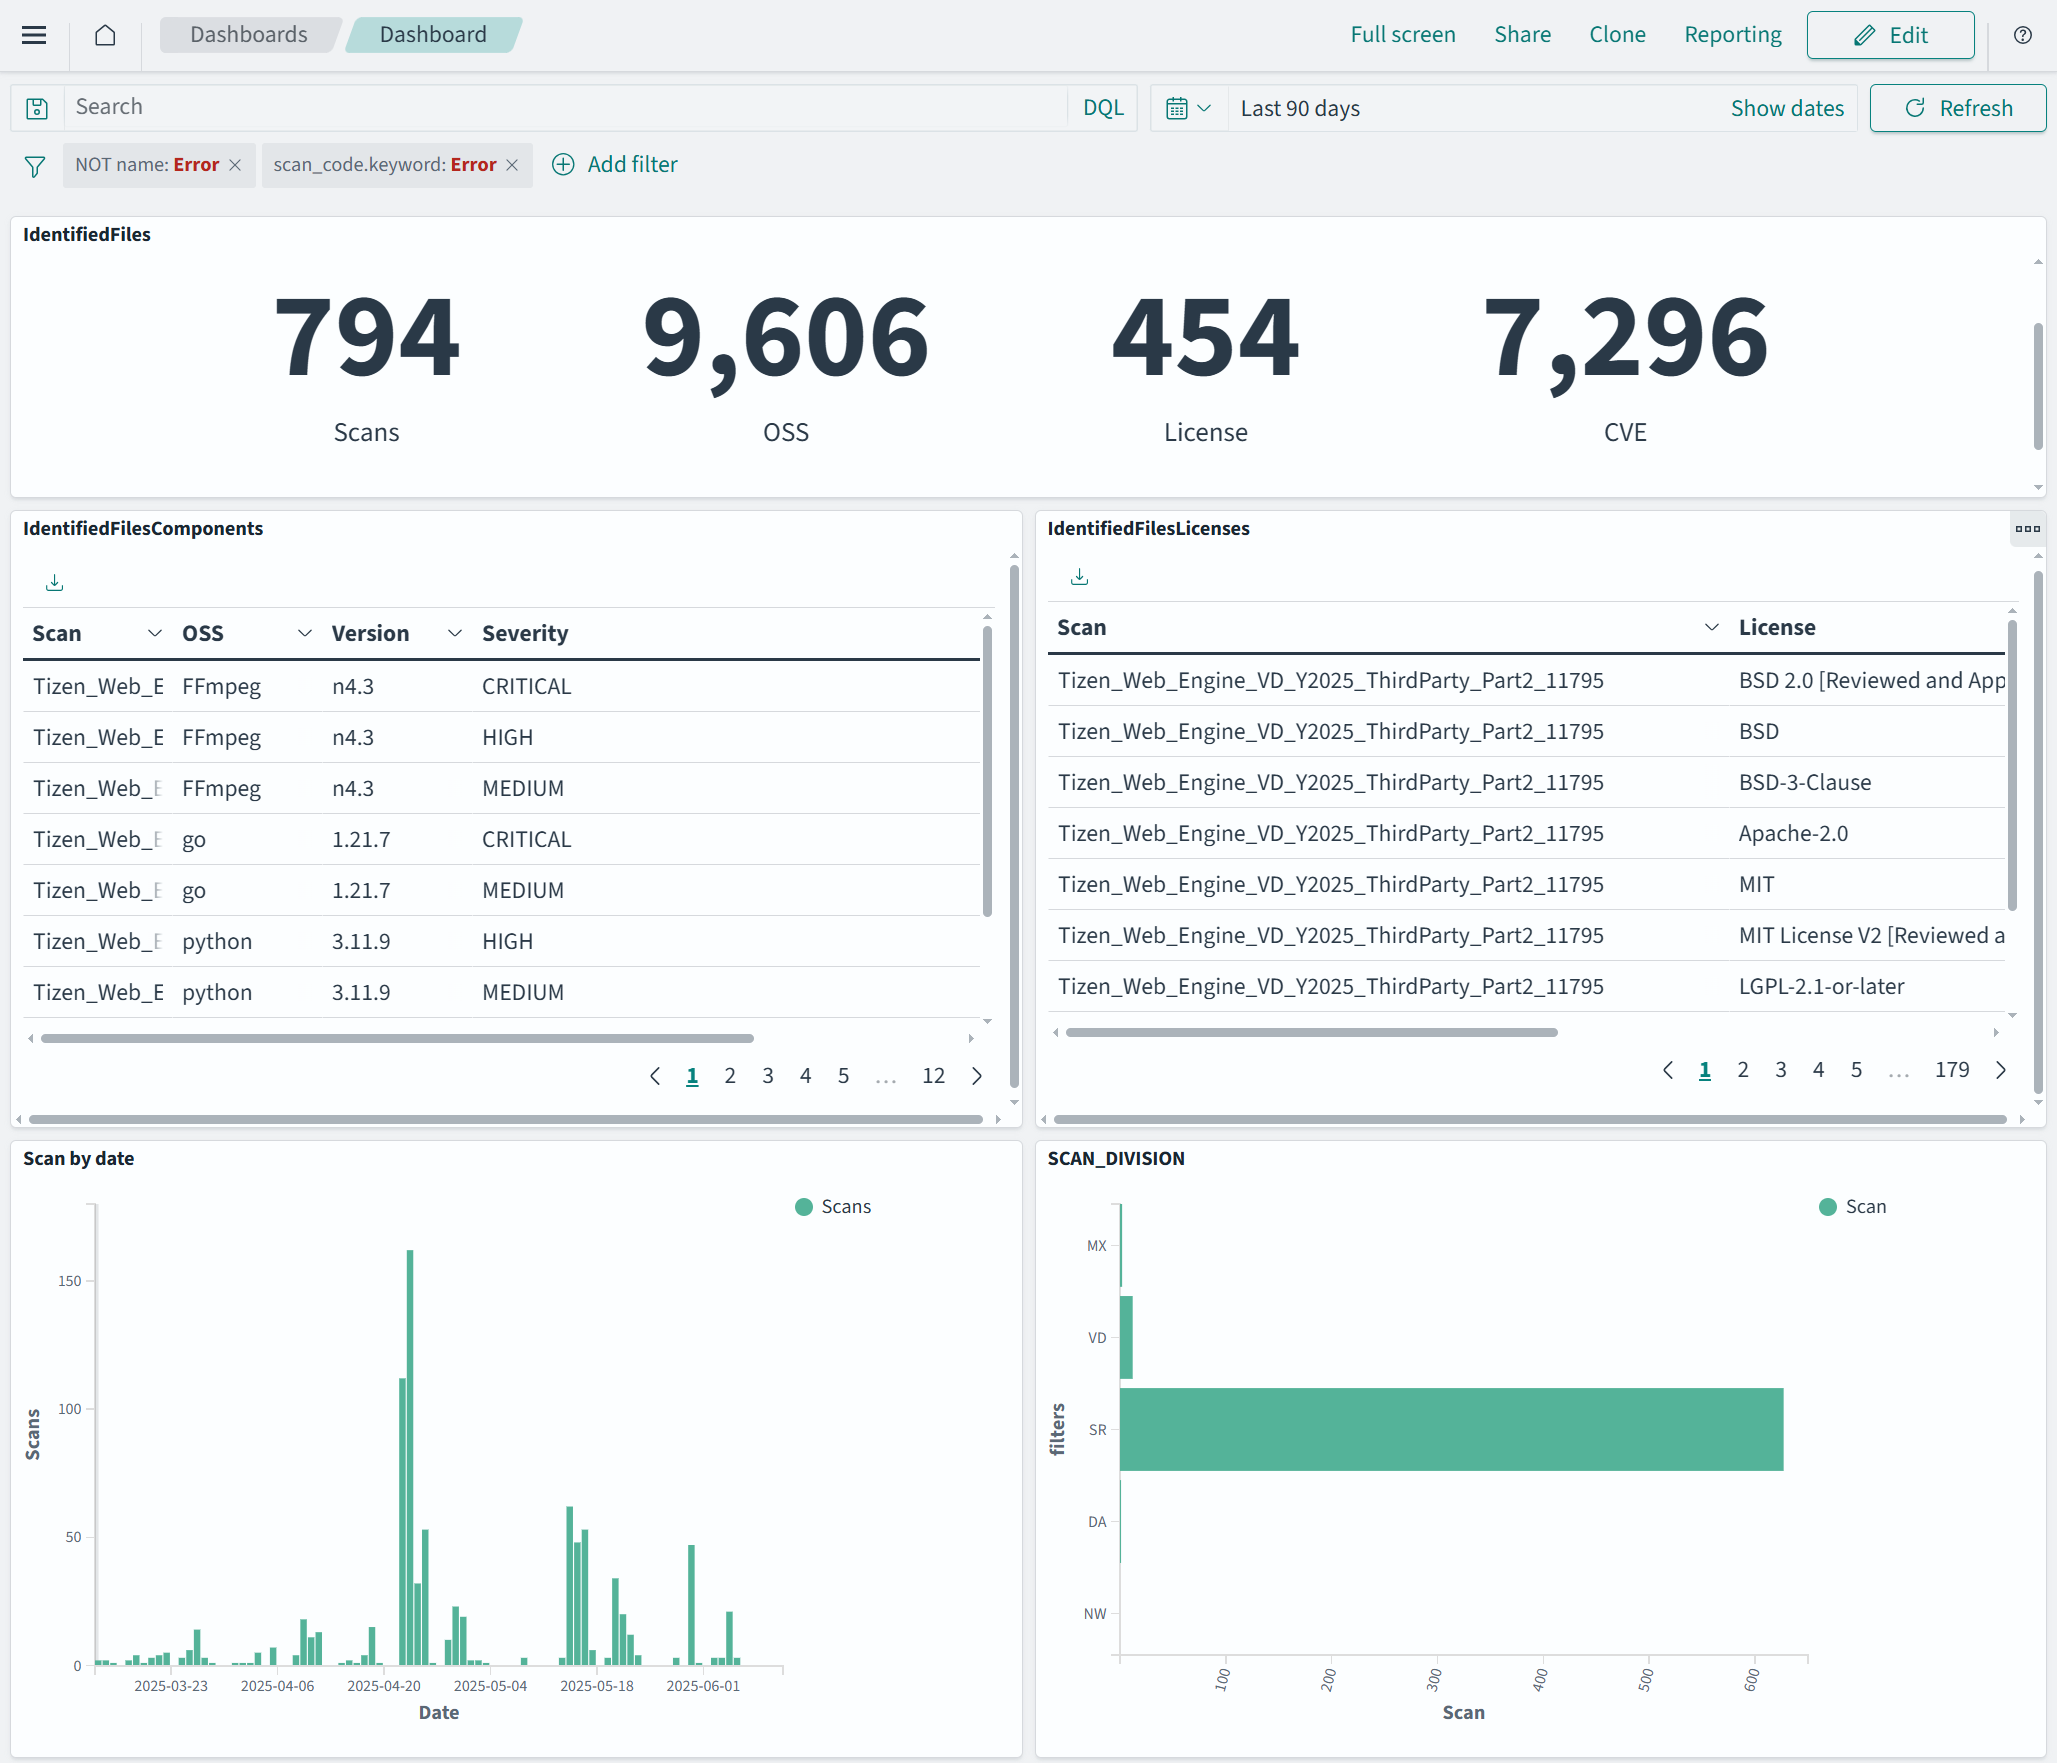 Dashboards
Dashboard
Full screen
Share
Clone
Reporting
Edit
Search
DQL
Last 90 days
Show dates
Refresh
NOT name: Error
scan_code.keyword: Error
Add filter
IdentifiedFiles
794
9,606
454
7,296
Scans
OSS
License
CVE
IdentifiedFilesComponents
Scan OSS Version Severity
Tizen_Web_E FFmpeg n4.3 CRITICAL
Tizen_Web_E FFmpeg n4.3 HIGH
Tizen_Web_E FFmpeg n4.3 MEDIUM
Tizen_Web_E go 1.21.7 CRITICAL
Tizen_Web_E go 1.21.7 MEDIUM
Tizen_Web_E python 3.11.9 HIGH
Tizen_Web_E python 3.11.9 MEDIUM
1 2 3 4 5 … 12
IdentifiedFilesLicenses
Scan License
Tizen_Web_Engine_VD_Y2025_ThirdParty_Part2_11795 BSD 2.0 [Reviewed and App
Tizen_Web_Engine_VD_Y2025_ThirdParty_Part2_11795 BSD
Tizen_Web_Engine_VD_Y2025_ThirdParty_Part2_11795 BSD-3-Clause
Tizen_Web_Engine_VD_Y2025_ThirdParty_Part2_11795 Apache-2.0
Tizen_Web_Engine_VD_Y2025_ThirdParty_Part2_11795 MIT
Tizen_Web_Engine_VD_Y2025_ThirdParty_Part2_11795 MIT License V2 [Reviewed a
Tizen_Web_Engine_VD_Y2025_ThirdParty_Part2_11795 LGPL-2.1-or-later
1 2 3 4 5 … 179
Scan by date
Scans
150
100
50
0
Scans
2025-03-23 2025-04-06 2025-04-20 2025-05-04 2025-05-18 2025-06-01
Date
SCAN_DIVISION
Scan
MX
VD
SR
DA
NW
filters
100 200 300 400 500 600
Scan